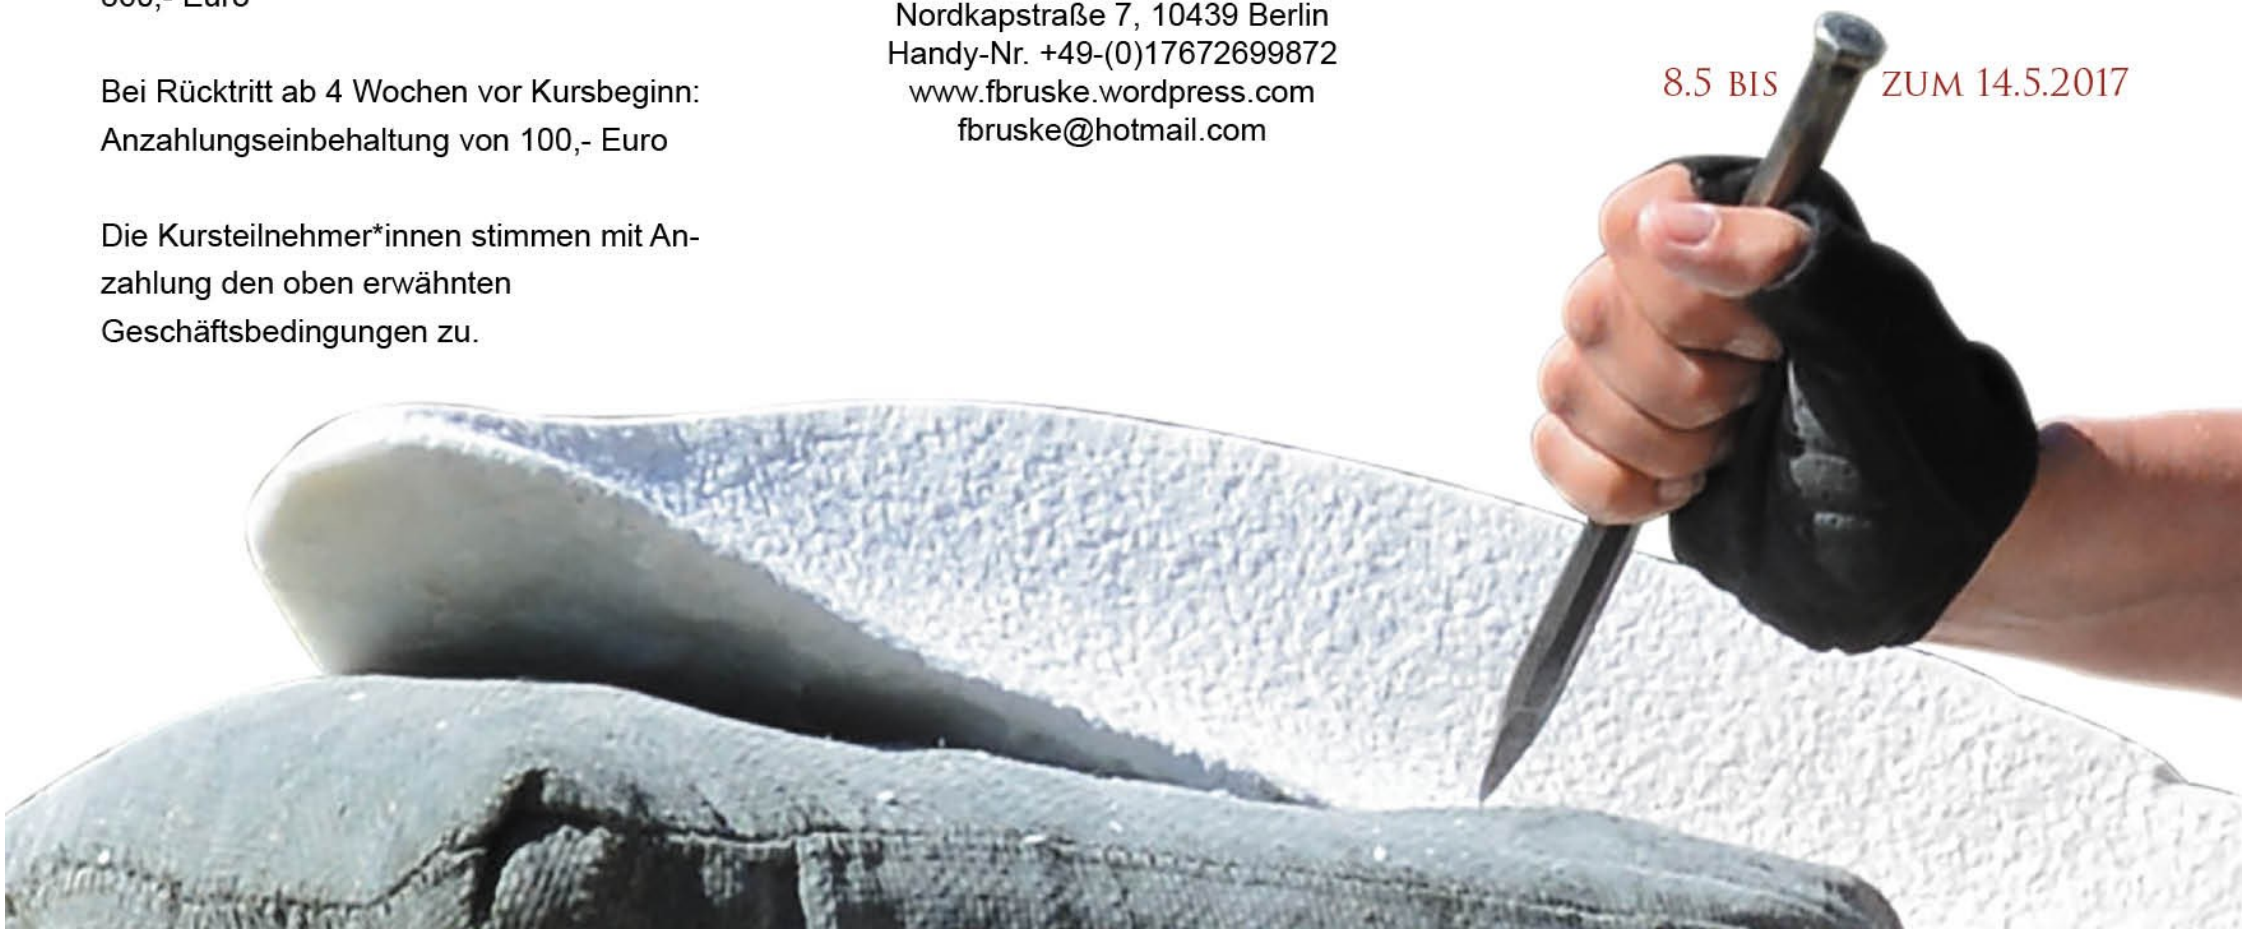 Bei Rücktritt ab 4 Wochen vor Kursbeginn:
Anzahlungseinbehaltung von 100,- Euro
Die Kursteilnehmer*innen stimmen mit An-
zahlung den oben erwähnten
Geschäftsbedingungen zu.
Nordkapstraße 7, 10439 Berlin
Handy-Nr. +49-(0)17672699872
www.fbruske.wordpress.com
fbruske@hotmail.com
8.5 BIS ZUM 14.5.2017